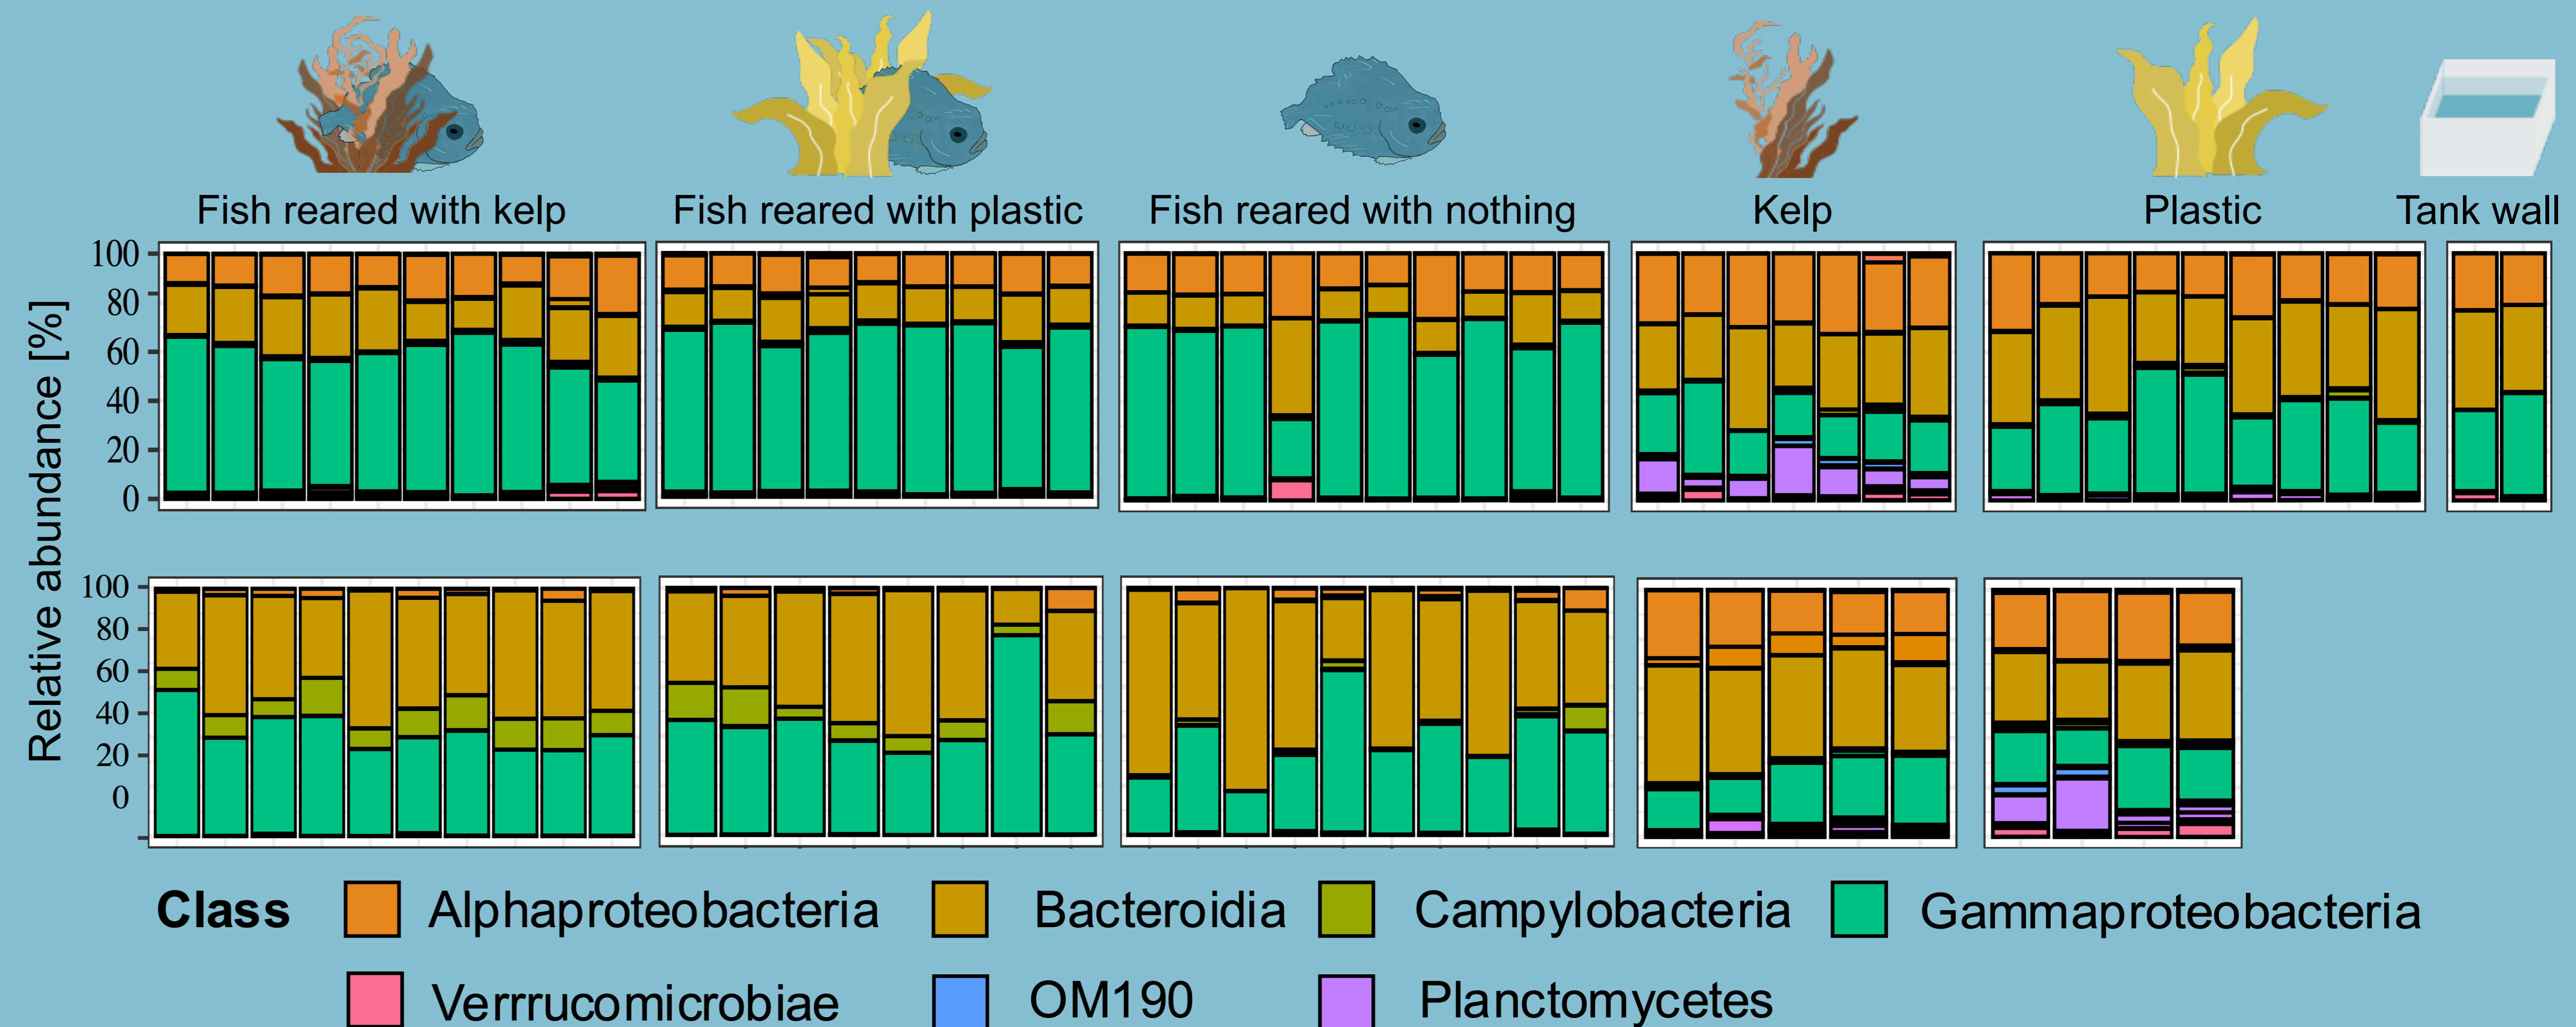 Fish reared with kelp
Fish reared with plastic
Fish reared with nothing
Kelp
Plastic
Tank wall
Relative abundance [%]
100
80
60
40
20
0
100
80
60
40
20
0
Class
Alphaproteobacteria
Bacteroidia
Campylobacteria
Gammaproteobacteria
Verrrucomicrobiae
OM190
Planctomycetes